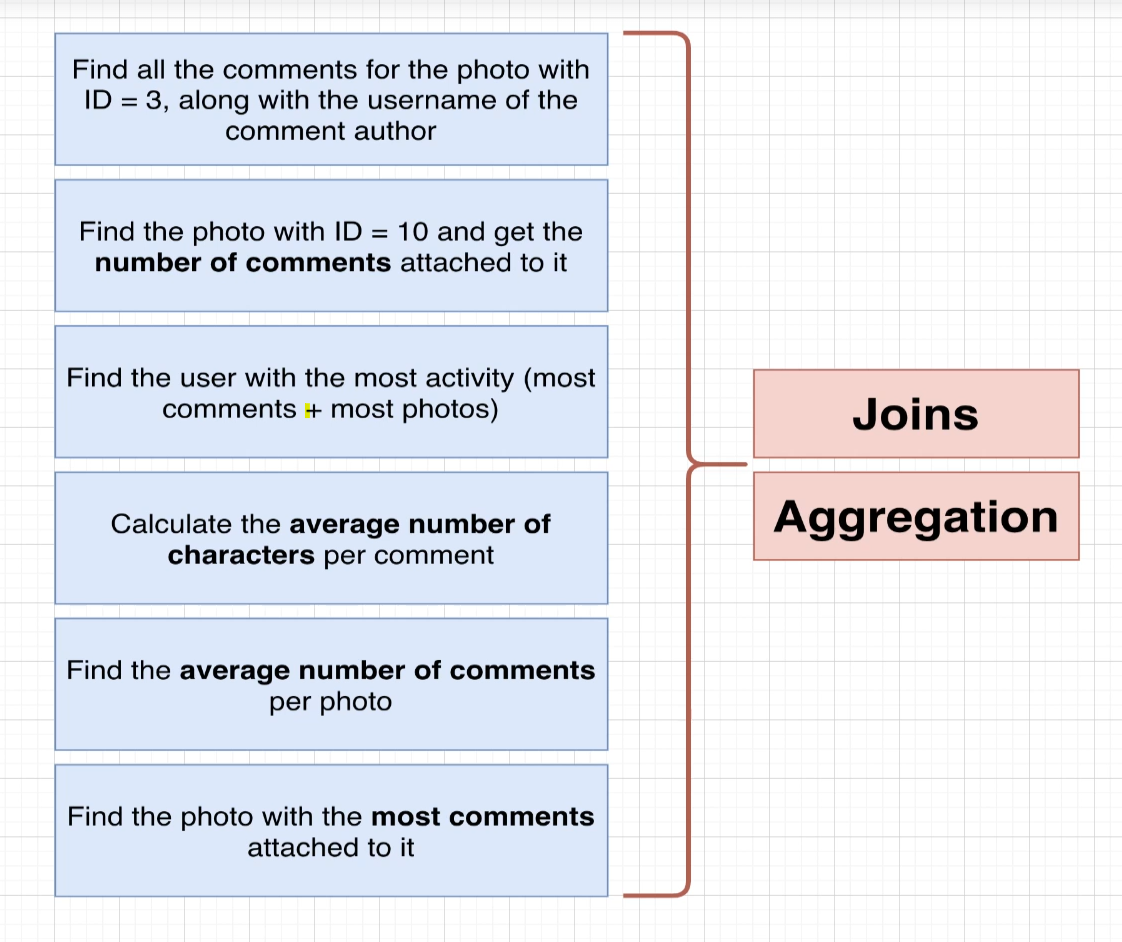 Find all the comments for the photo with
ID = 3, along with the username of the
comment author
Find the photo with ID = 10 and get the
number of comments attached to it
Find the user with the most activity (most
comments + most photos)
Calculate the average number of
characters per comment
Find the average number of comments
per photo
Find the photo with the most comments
attached to it
Joins
Aggregation